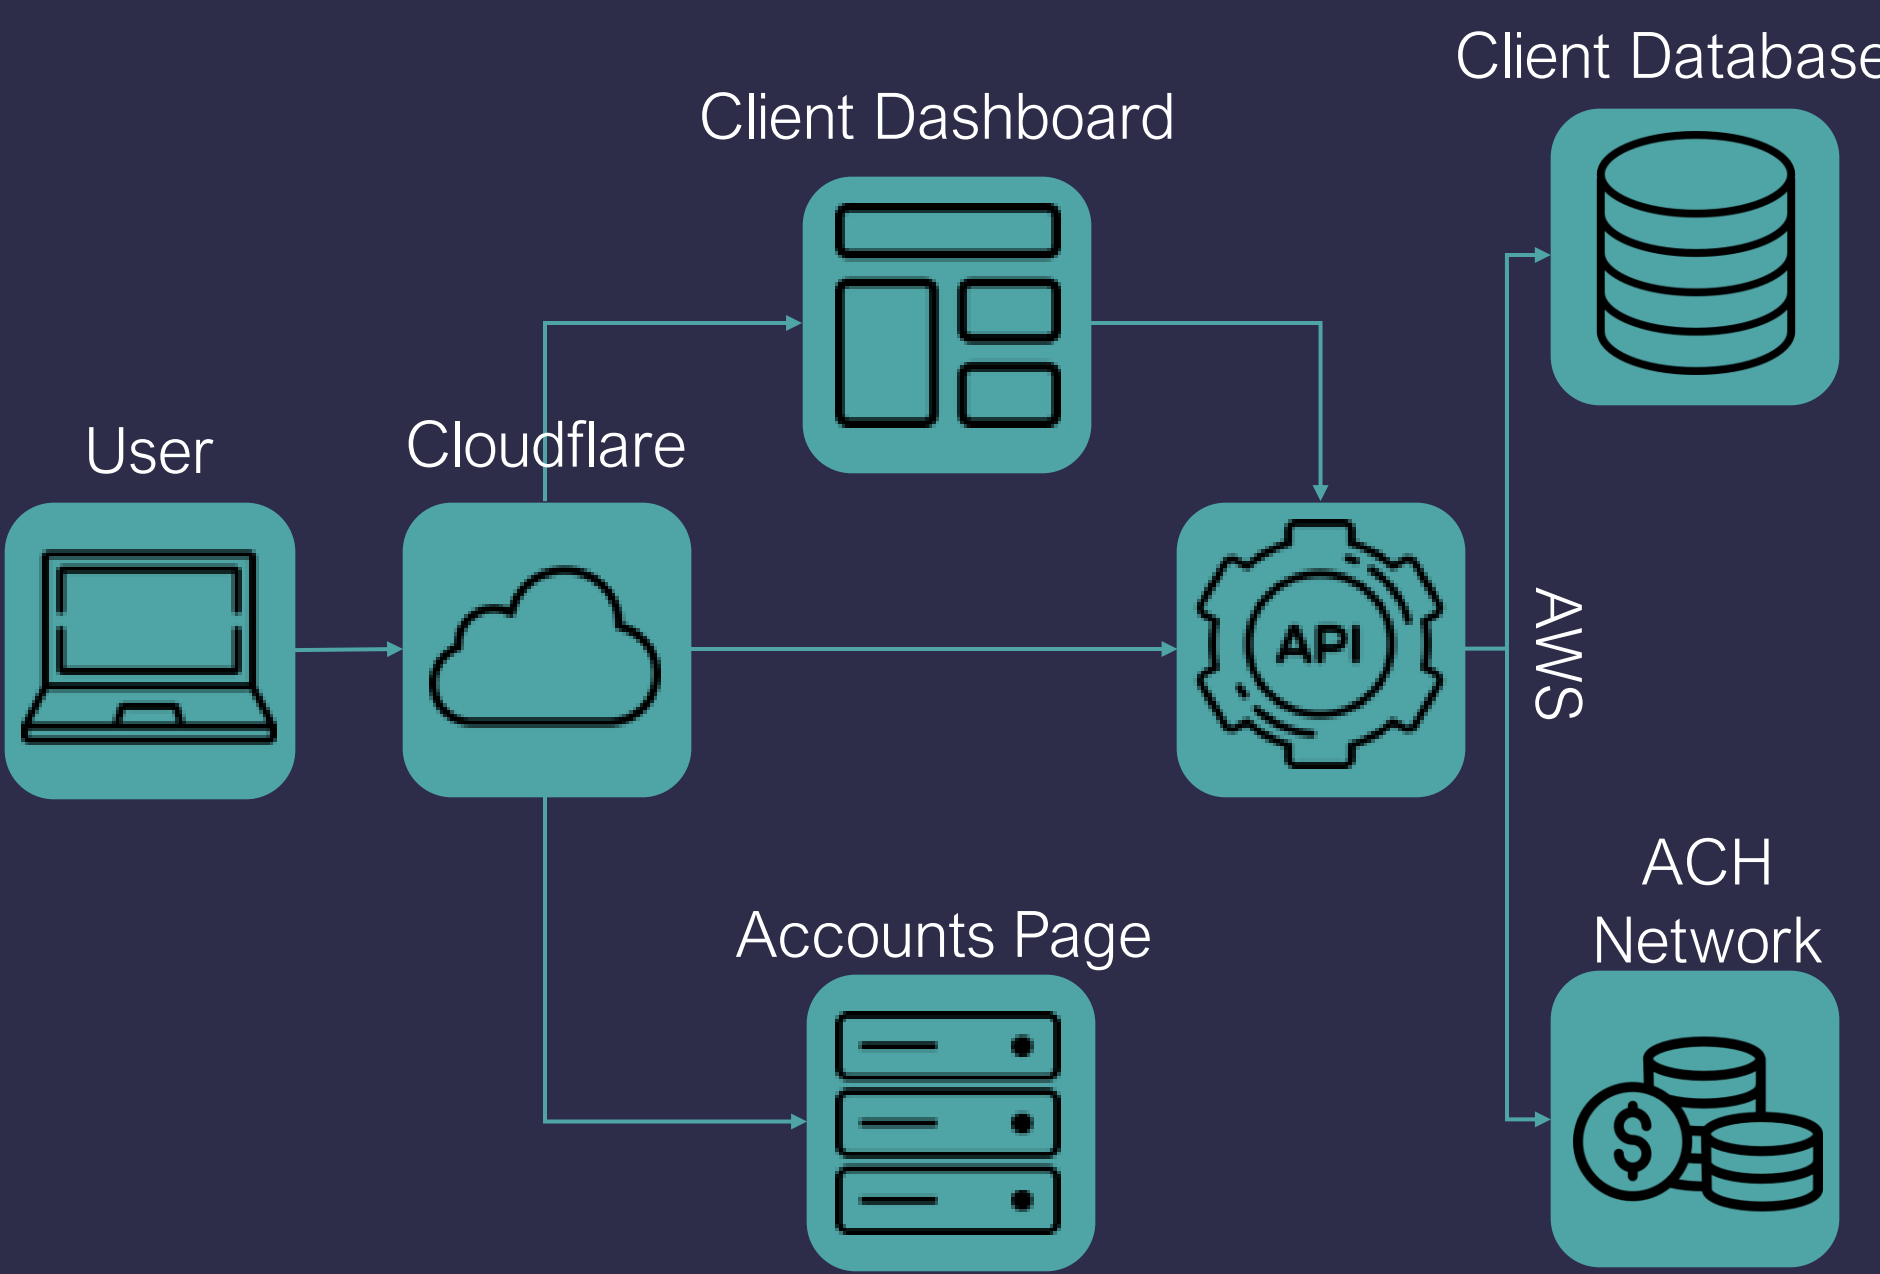 Client Database
Client Dashboard
User
Cloudflare
API
AWS
ACH
Network
Accounts Page
$